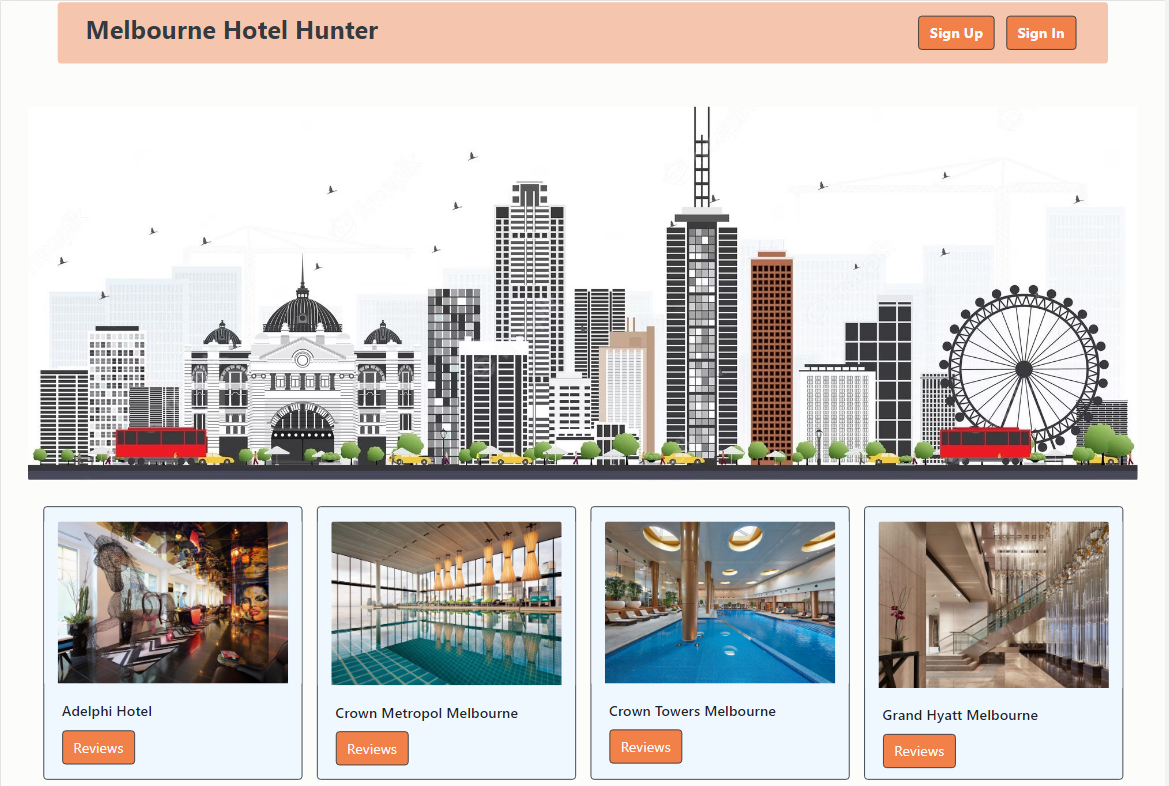 Melbourne Hotel Hunter
Sign Up
Sign In
Adelphi Hotel
Reviews
Crown Metropol Melbourne
Reviews
Crown Towers Melbourne
Reviews
Grand Hyatt Melbourne
Reviews